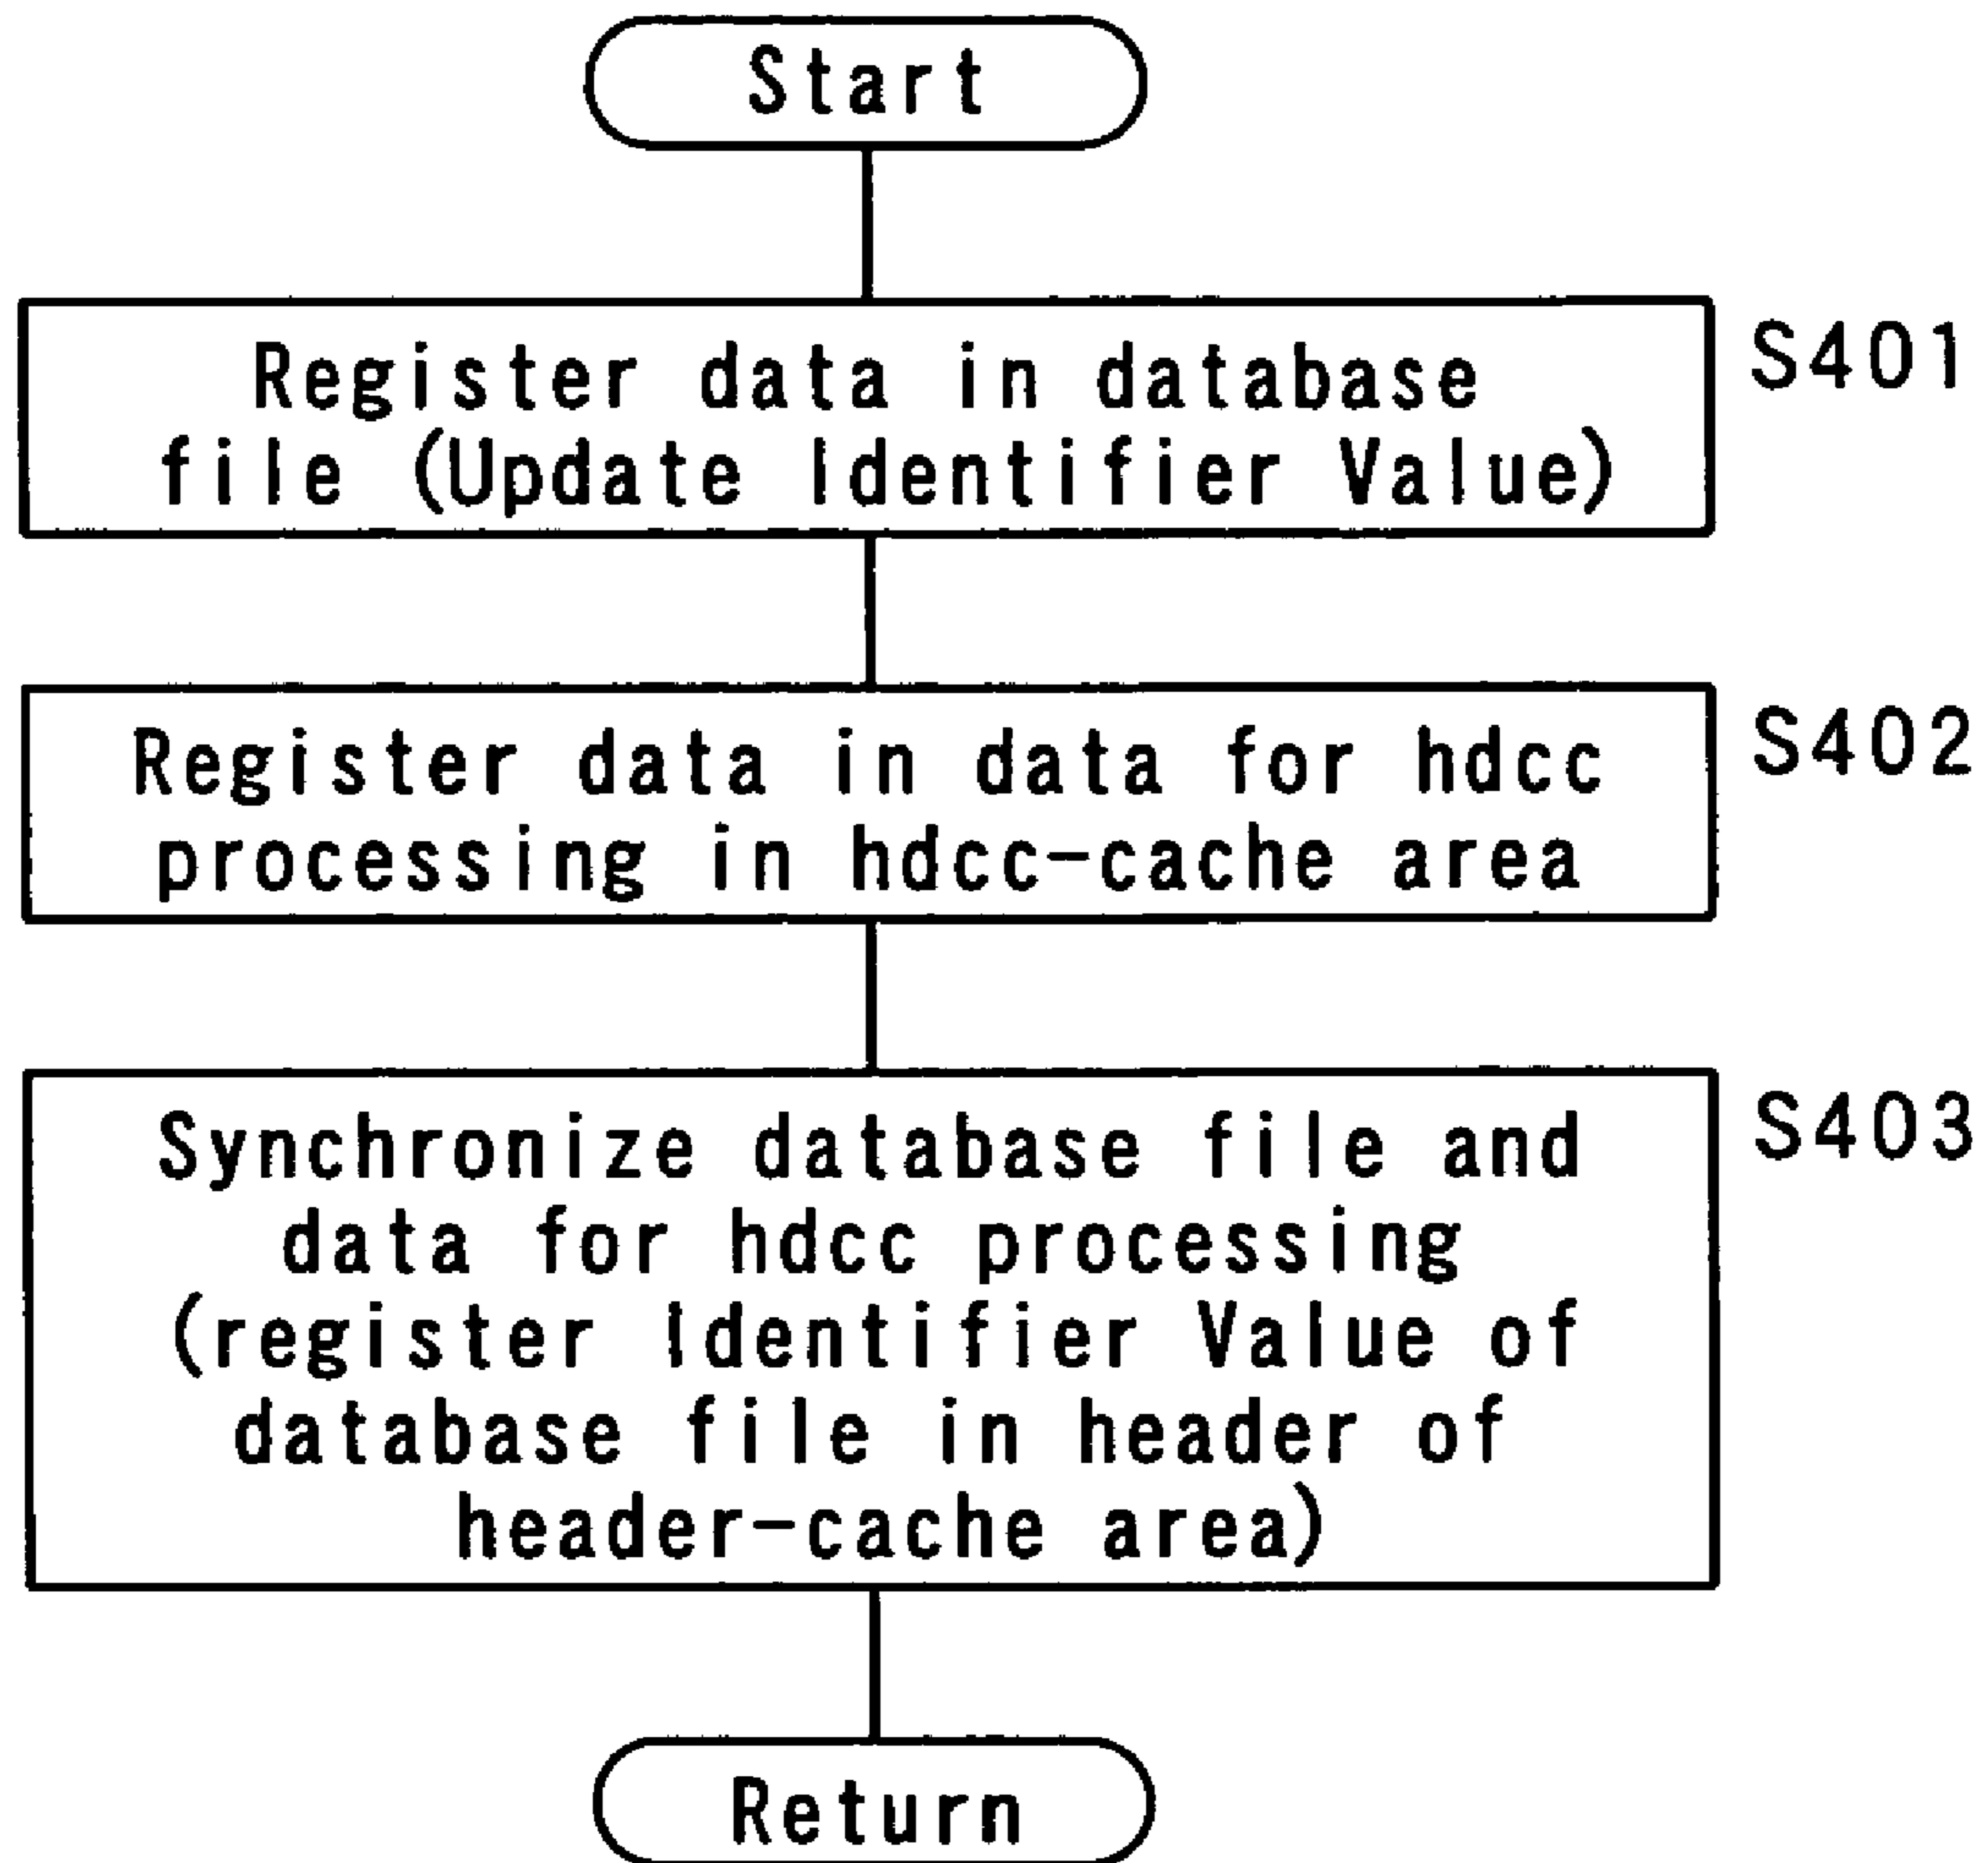 Start
Register data in database
file (Update Identifier Value)
S401
Register data in data for hdcc
processing in hdcc-cache area
S402
Synchronize database file and
data for hdcc processing
(register Identifier Value of
database file in header of
header-cache area)
S403
Return